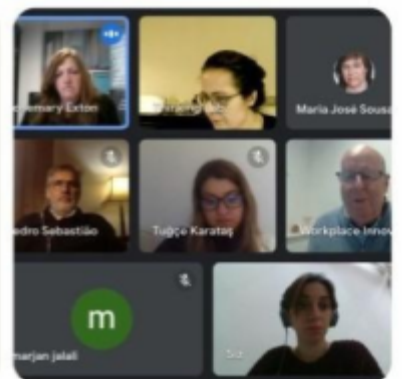 emary Exton
Maria José Sousa
edro Sebastião
Tuğçe Karataş
Workplace Innov
m
marjan jalali
Siz